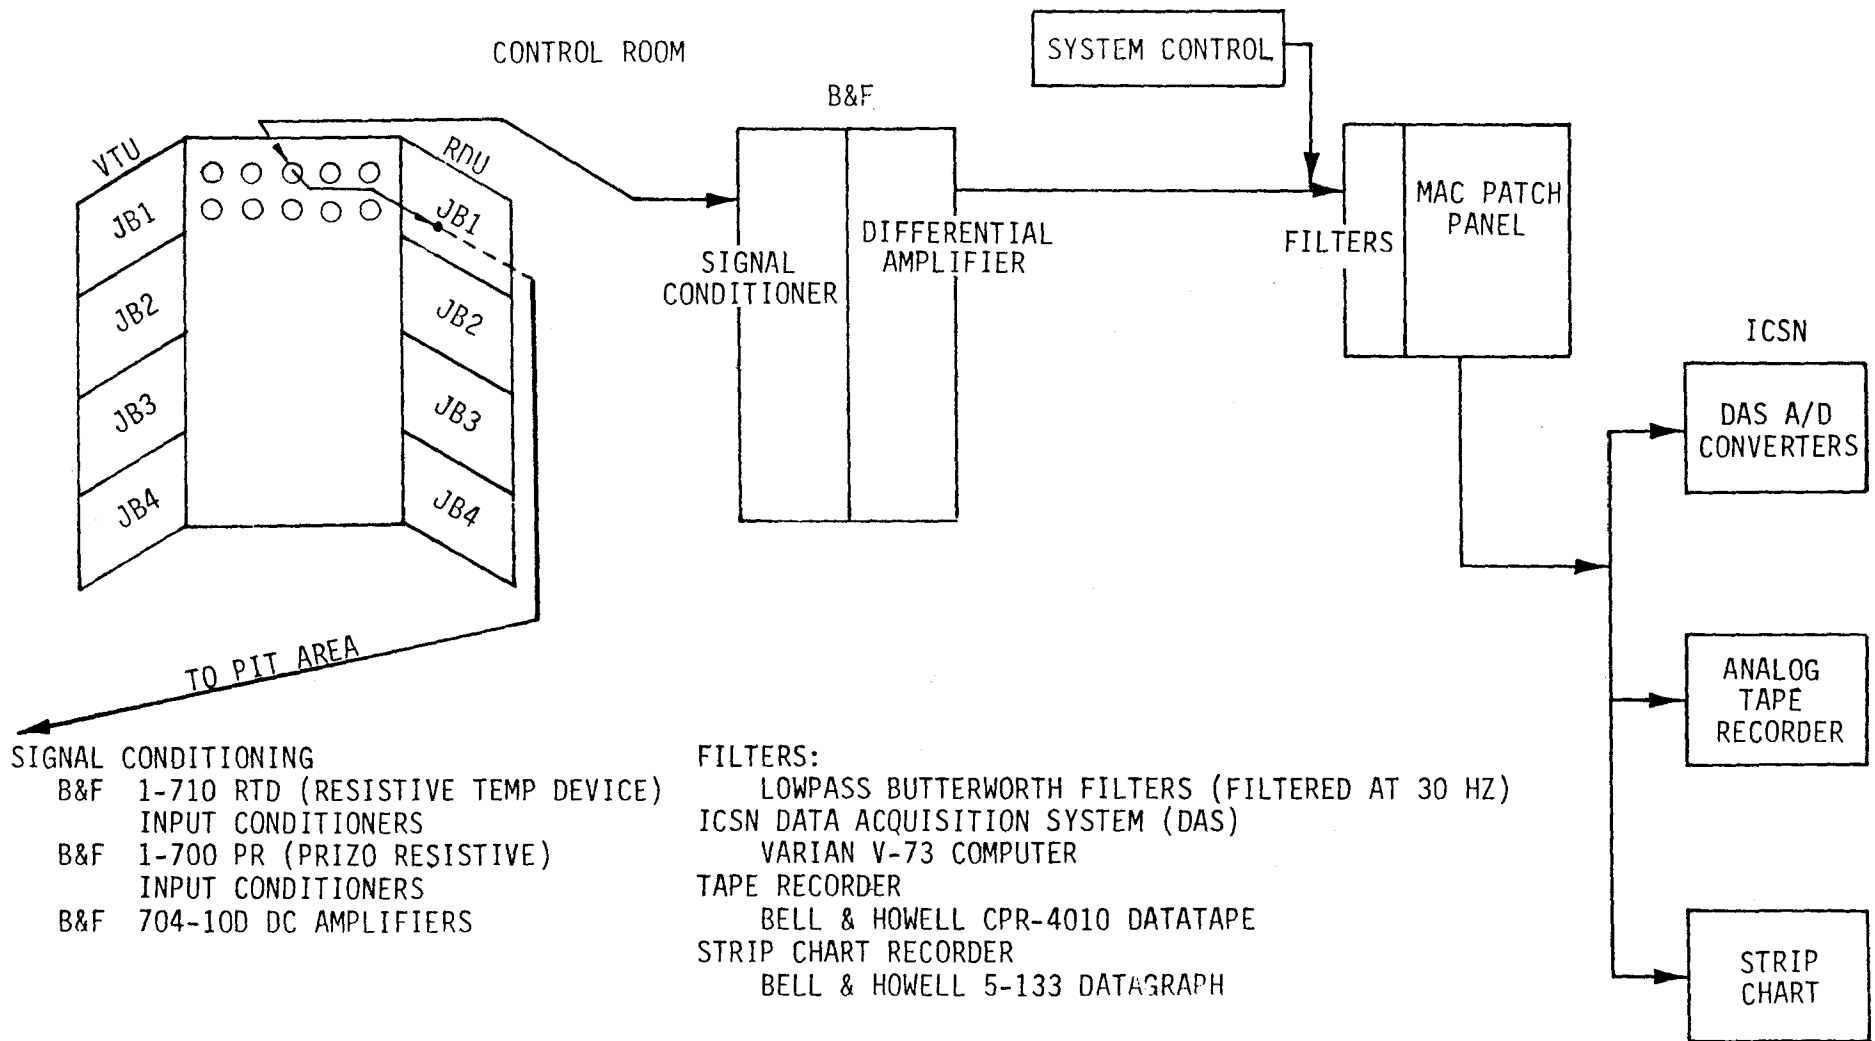 CONTROL ROOM
SYSTEM CONTROL
B&F
VTU
RDU
JB1
JB2
JB3
JB4
JB1
JB2
JB3
JB4
SIGNAL
CONDITIONER
DIFFERENTIAL
AMPLIFIER
FILTERS
MAC PATCH
PANEL
ICSN
DAS A/D
CONVERTERS
ANALOG
TAPE
RECORDER
STRIP
CHART
TO PIT AREA
SIGNAL CONDITIONING
B&F 1-710 RTD (RESISTIVE TEMP DEVICE)
INPUT CONDITIONERS
B&F 1-700 PR (PRIZO RESISTIVE)
INPUT CONDITIONERS
B&F 704-10D DC AMPLIFIERS
FILTERS:
LOWPASS BUTTERWORTH FILTERS (FILTERED AT 30 HZ)
ICSN DATA ACQUISITION SYSTEM (DAS)
VARIAN V-73 COMPUTER
TAPE RECORDER
BELL & HOWELL CPR-4010 DATATAPE
STRIP CHART RECORDER
BELL & HOWELL 5-133 DATAGRAPH